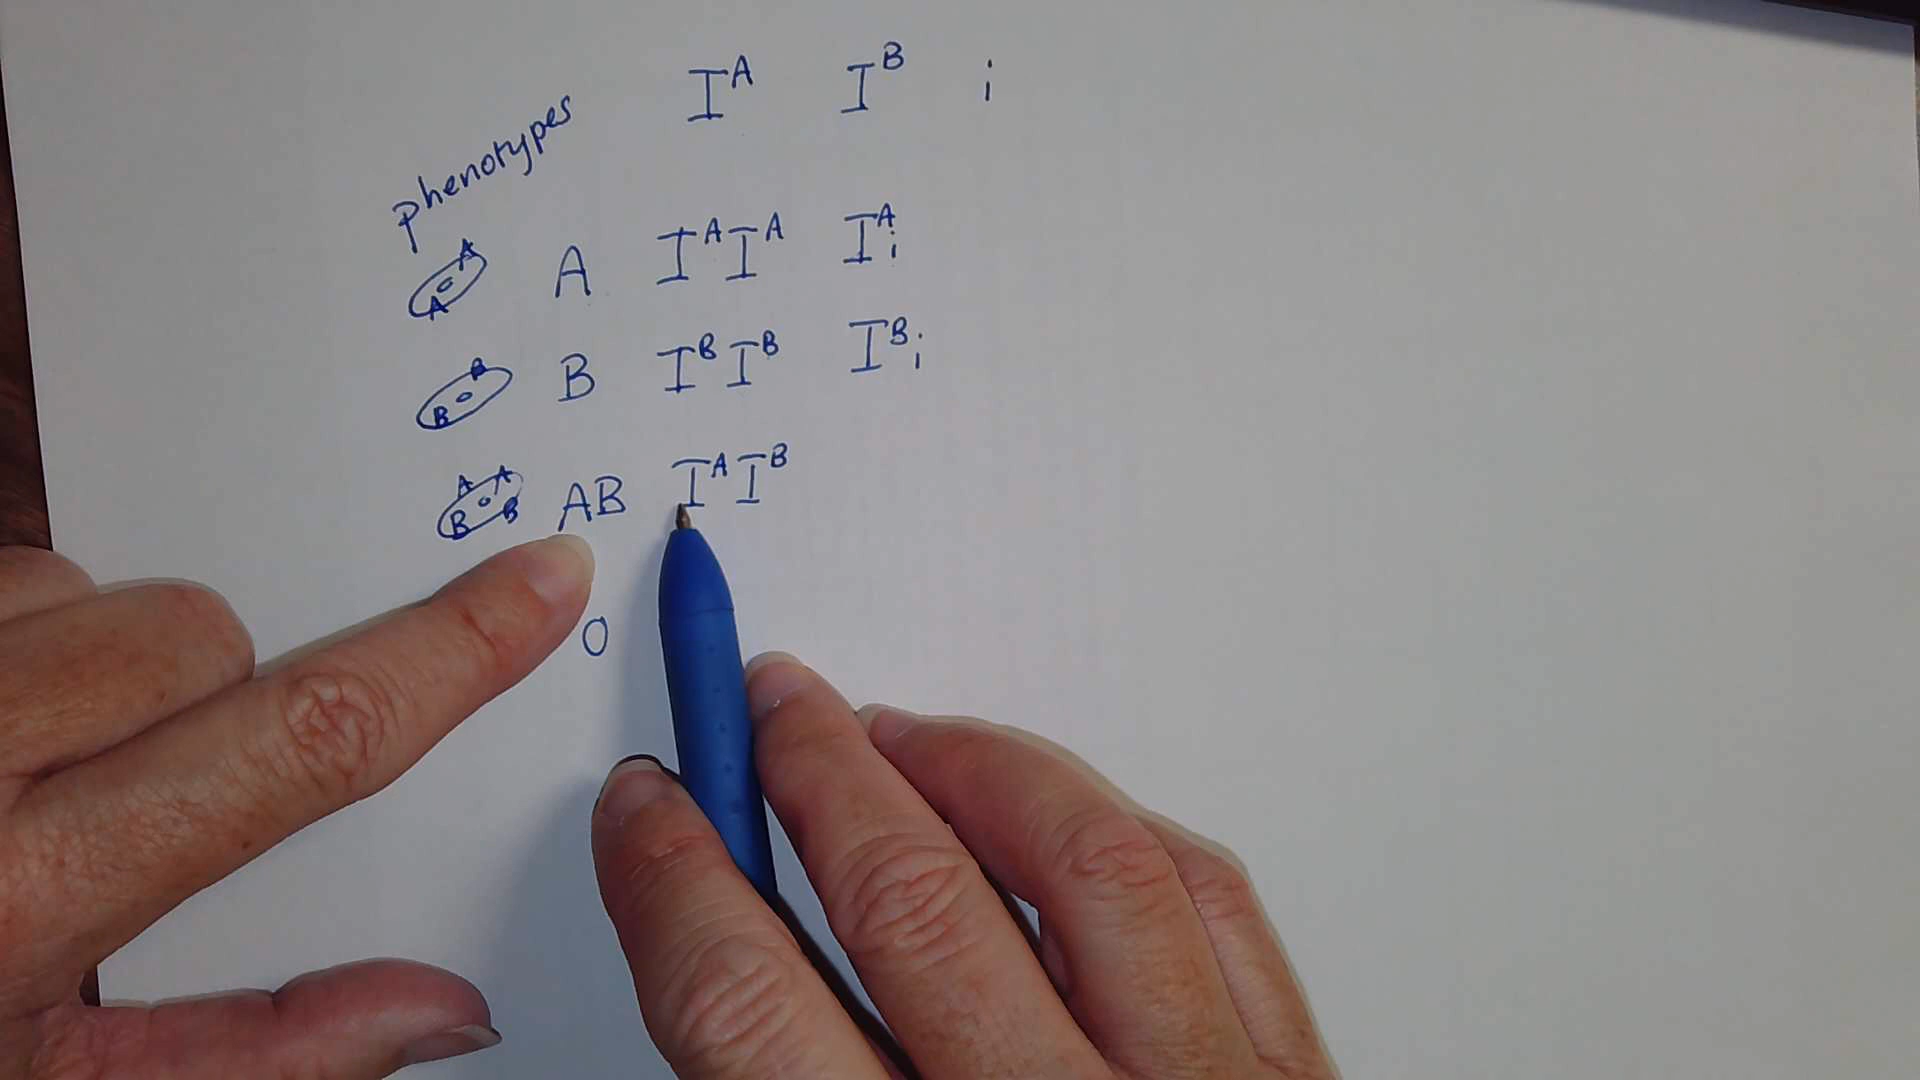 I^A I^B i
phenotypes
A A A I^A I^A I^A i
B B B I^B I^B I^B i
A A B B AB I^A I^B
O